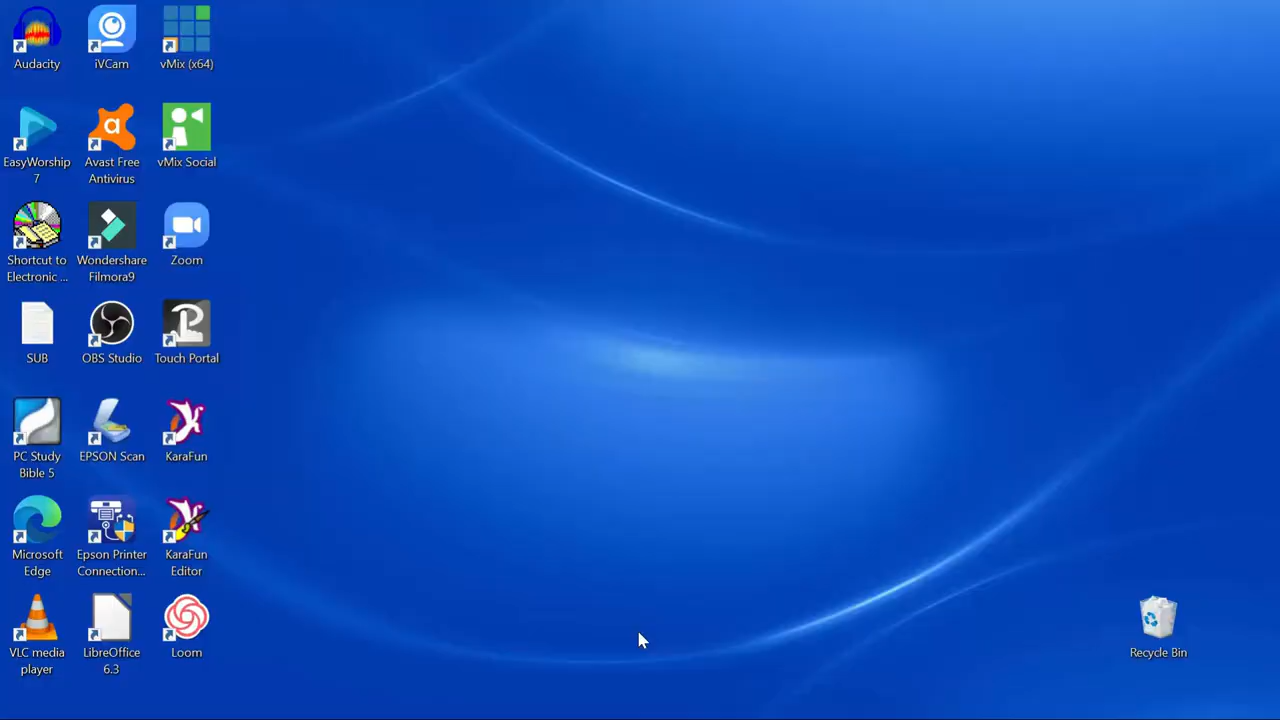 Audacity
iVCam
vMix (x64)
EasyWorship
7
Avast Free
Antivirus
vMix Social
Shortcut to
Electronic ...
Wondershare
Filmora9
Zoom
SUB
OBS Studio
Touch Portal
PC Study
Bible 5
EPSON Scan
KaraFun
Microsoft
Edge
Epson Printer
Connection...
KaraFun
Editor
VLC media
player
LibreOffice
6.3
Loom
Recycle Bin